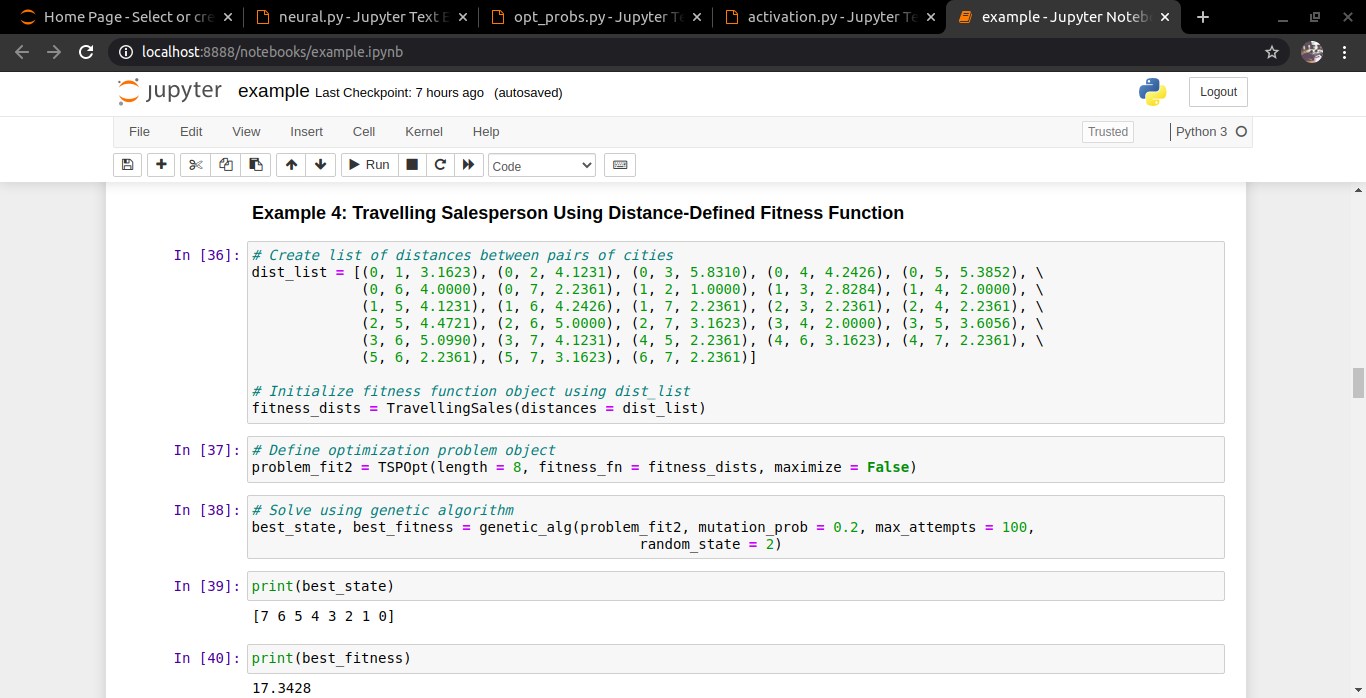 Home Page - Select or cre
neural.py - Jupyter Text E
opt_probs.py - Jupyter Te
activation.py - Jupyter Te
example - Jupyter Noteb
localhost:8888/notebooks/example.ipynb
jupyter example Last Checkpoint: 7 hours ago (autosaved)
Logout
File Edit View Insert Cell Kernel Help
Trusted
Python 3
Run
Code
Example 4: Travelling Salesperson Using Distance-Defined Fitness Function
In [36]: # Create list of distances between pairs of cities
dist_list = [(0, 1, 3.1623), (0, 2, 4.1231), (0, 3, 5.8310), (0, 4, 4.2426), (0, 5, 5.3852), \
(0, 6, 4.0000), (0, 7, 2.2361), (1, 2, 1.0000), (1, 3, 2.8284), (1, 4, 2.0000), \
(1, 5, 4.1231), (1, 6, 4.2426), (1, 7, 2.2361), (2, 3, 2.2361), (2, 4, 2.2361), \
(2, 5, 4.4721), (2, 6, 5.0000), (2, 7, 3.1623), (3, 4, 2.0000), (3, 5, 3.6056), \
(3, 6, 5.0990), (3, 7, 4.1231), (4, 5, 2.2361), (4, 6, 3.1623), (4, 7, 2.2361), \
(5, 6, 2.2361), (5, 7, 3.1623), (6, 7, 2.2361)]
# Initialize fitness function object using dist_list
fitness_dists = TravellingSales(distances = dist_list)
In [37]: # Define optimization problem object
problem_fit2 = TSPOpt(length = 8, fitness_fn = fitness_dists, maximize = False)
In [38]: # Solve using genetic algorithm
best_state, best_fitness = genetic_alg(problem_fit2, mutation_prob = 0.2, max_attempts = 100,
random_state = 2)
In [39]: print(best_state)
[7 6 5 4 3 2 1 0]
In [40]: print(best_fitness)
17.3428